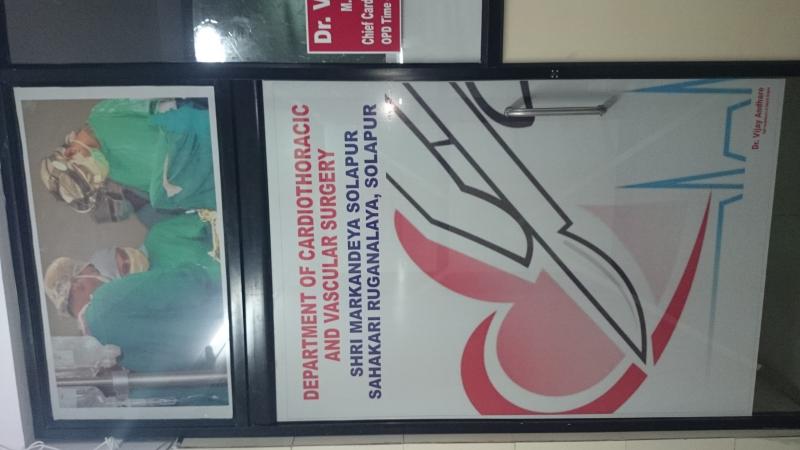 Dr. V
M.
Chief Card
OPD Time
DEPARTMENT OF CARDIOTHORACIC
AND VASCULAR SURGERY
SHRI MARKANDEYA SOLAPUR
SAHAKARI RUGANALAYA, SOLAPUR
Dr. Vijay Andhare